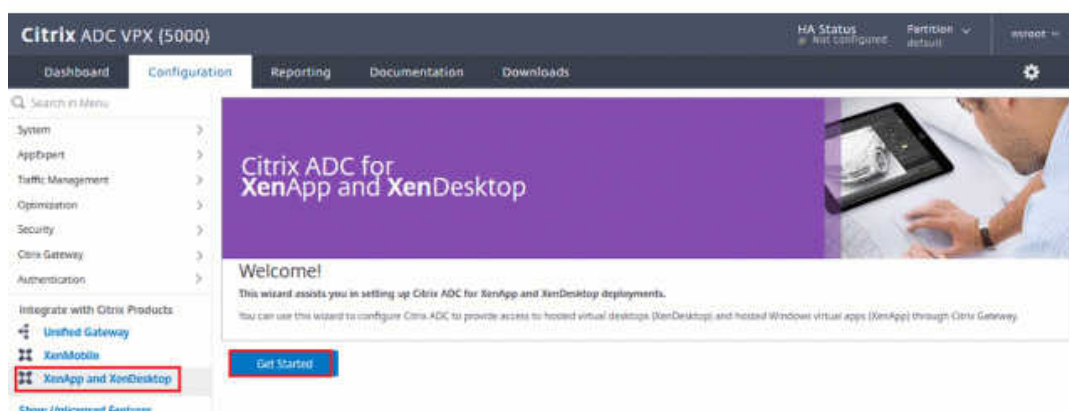 Citrix ADC VPX (5000)
HA Status
Not configured
Partition
default
nsroot
Dashboard
Configuration
Reporting
Documentation
Downloads
Search in Menu
System
AppExpert
Traffic Management
Optimization
Security
Citrix Gateway
Authentication
Integrate with Citrix Products
Unified Gateway
XenMobile
XenApp and XenDesktop
Show Unlicensed Features
Citrix ADC for
XenApp and XenDesktop
Welcome!
This wizard assists you in setting up Citrix ADC for XenApp and XenDesktop deployments.
You can use this wizard to configure Citrix ADC to provide access to hosted virtual desktops (XenDesktop) and hosted Windows virtual apps (XenApp) through Citrix Gateway.
Get Started